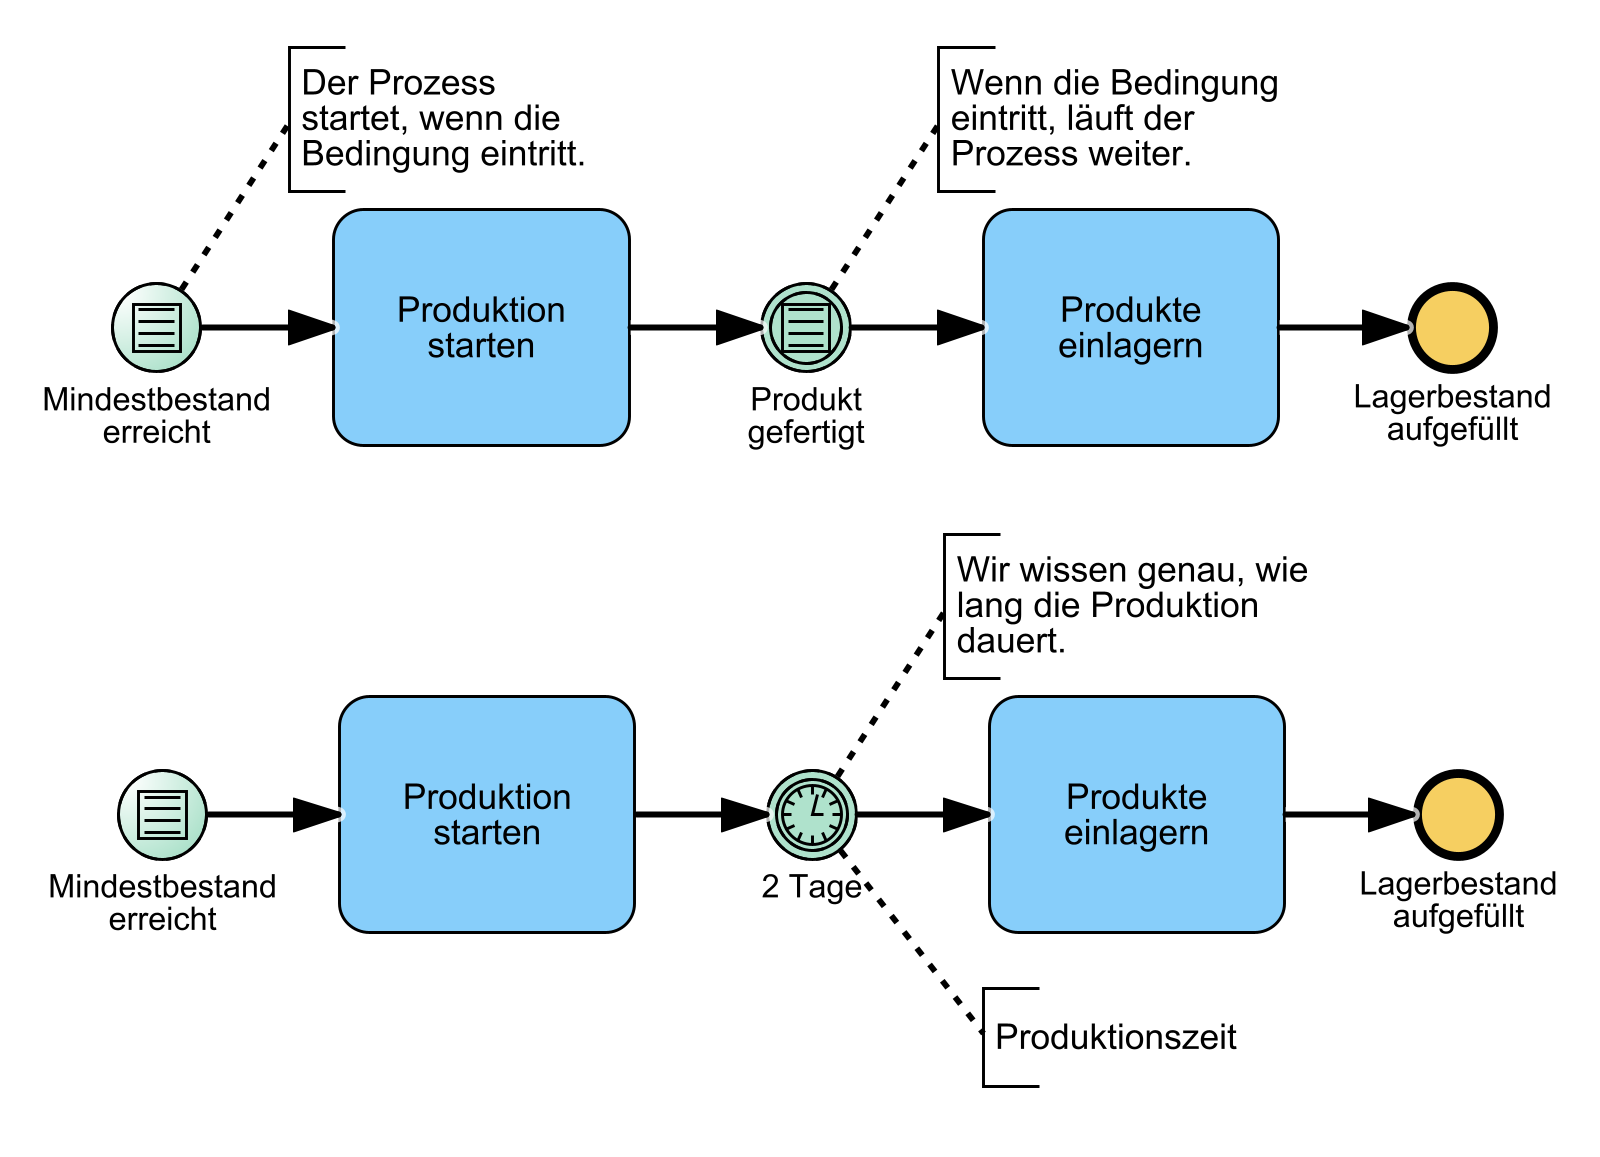 Der Prozess
startet, wenn die
Bedingung eintritt.
Wenn die Bedingung
eintritt, läuft der
Prozess weiter.
Mindestbestand
erreicht
Produktion
starten
Produkt
gefertigt
Produkte
einlagern
Lagerbestand
aufgefüllt
Wir wissen genau, wie
lang die Produktion
dauert.
Mindestbestand
erreicht
Produktion
starten
2 Tage
Produkte
einlagern
Lagerbestand
aufgefüllt
Produktionszeit